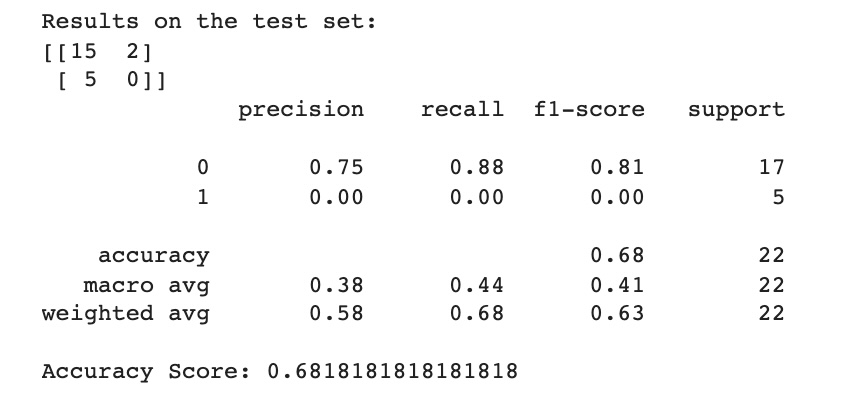 Results on the test set:
[[15  2]
 [ 5  0]]
              precision    recall  f1-score   support

           0       0.75      0.88      0.81        17
           1       0.00      0.00      0.00         5

    accuracy                           0.68        22
   macro avg       0.38      0.44      0.41        22
weighted avg       0.58      0.68      0.63        22

Accuracy Score: 0.6818181818181818